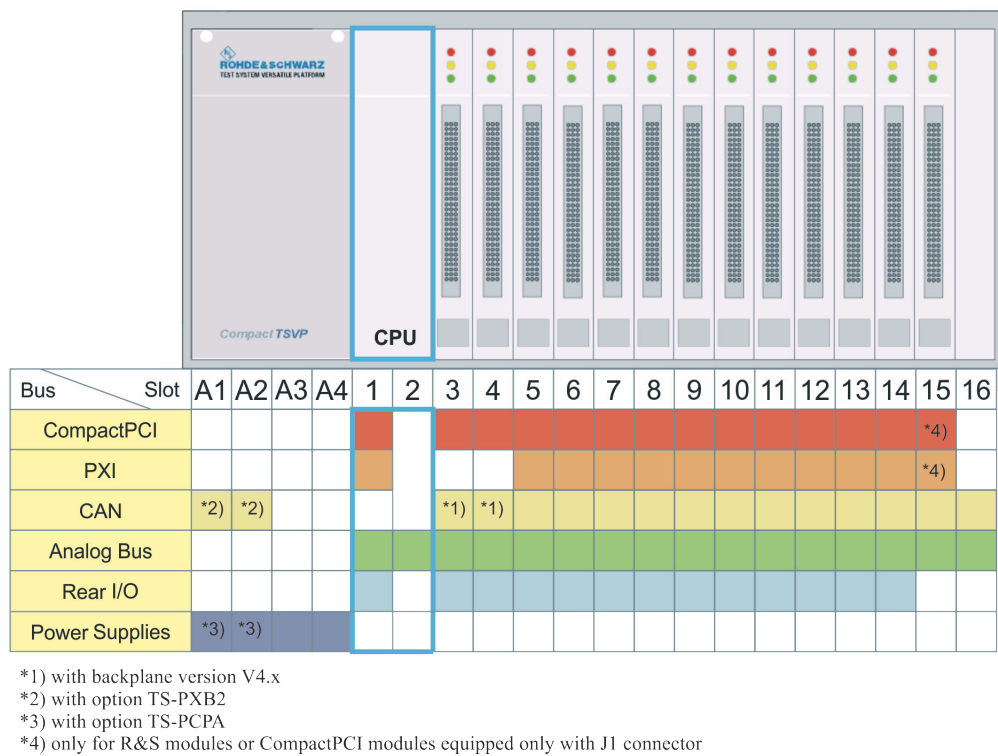 ROHDE&SCHWARZ
TEST SYSTEM VERSATILE PLATFORM
Compact TSVP
CPU
Bus Slot A1 A2 A3 A4 1 2 3 4 5 6 7 8 9 10 11 12 13 14 15 16
CompactPCI *4)
PXI *4)
CAN *2) *2) *1) *1)
Analog Bus
Rear I/O
Power Supplies *3) *3)
*1) with backplane version V4.x
*2) with option TS-PXB2
*3) with option TS-PCPA
*4) only for R&S modules or CompactPCI modules equipped only with J1 connector